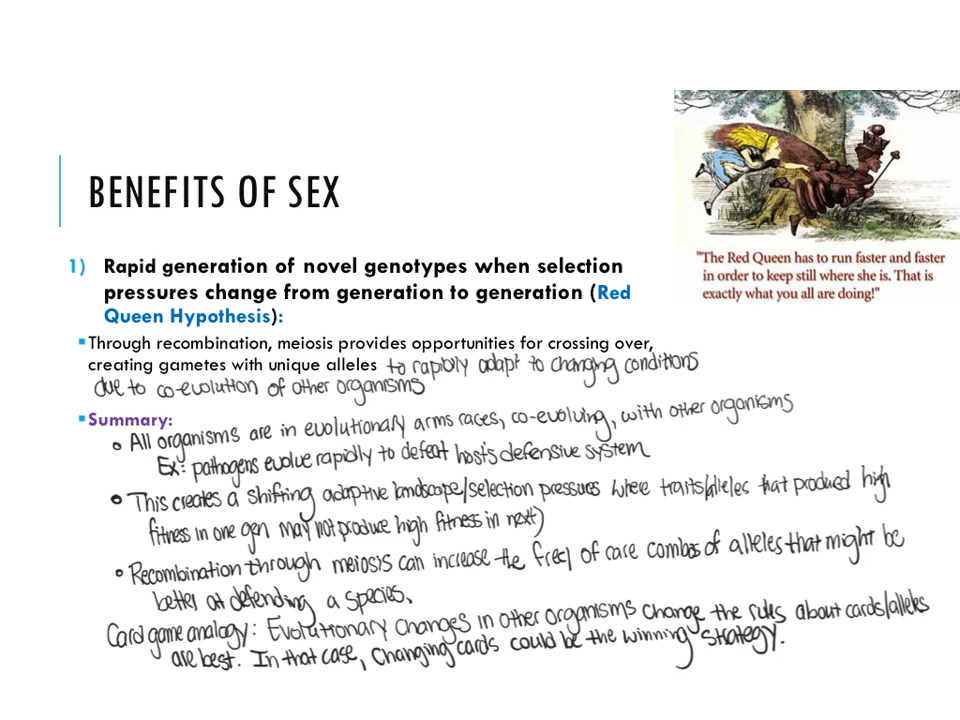 BENEFITS OF SEX
"The Red Queen has to run faster and faster
in order to keep still where she is. That is
exactly what you all are doing!"
1) Rapid generation of novel genotypes when selection
pressures change from generation to generation (Red
Queen Hypothesis):
▪Through recombination, meiosis provides opportunities for crossing over,
creating gametes with unique alleles to rapidly adapt to changing conditions
due to co-evolution of other organisms
▪Summary:
• All organisms are in evolutionary arms races, co-evolving, with other organisms
Ex: pathogens evolve rapidly to defeat hosts defensive system
• This creates a shifting adaptive landscape/selection pressures where traits/alleles that produced high
fitness in one gen may not produce high fitness in next)
• Recombination through meiosis can increase the freq of rare combos of alleles that might be
better at defending a species.
Card game analogy: Evolutionary changes in other organisms change the rules about cards/alleles
are best. In that case, changing cards could be the winning strategy.